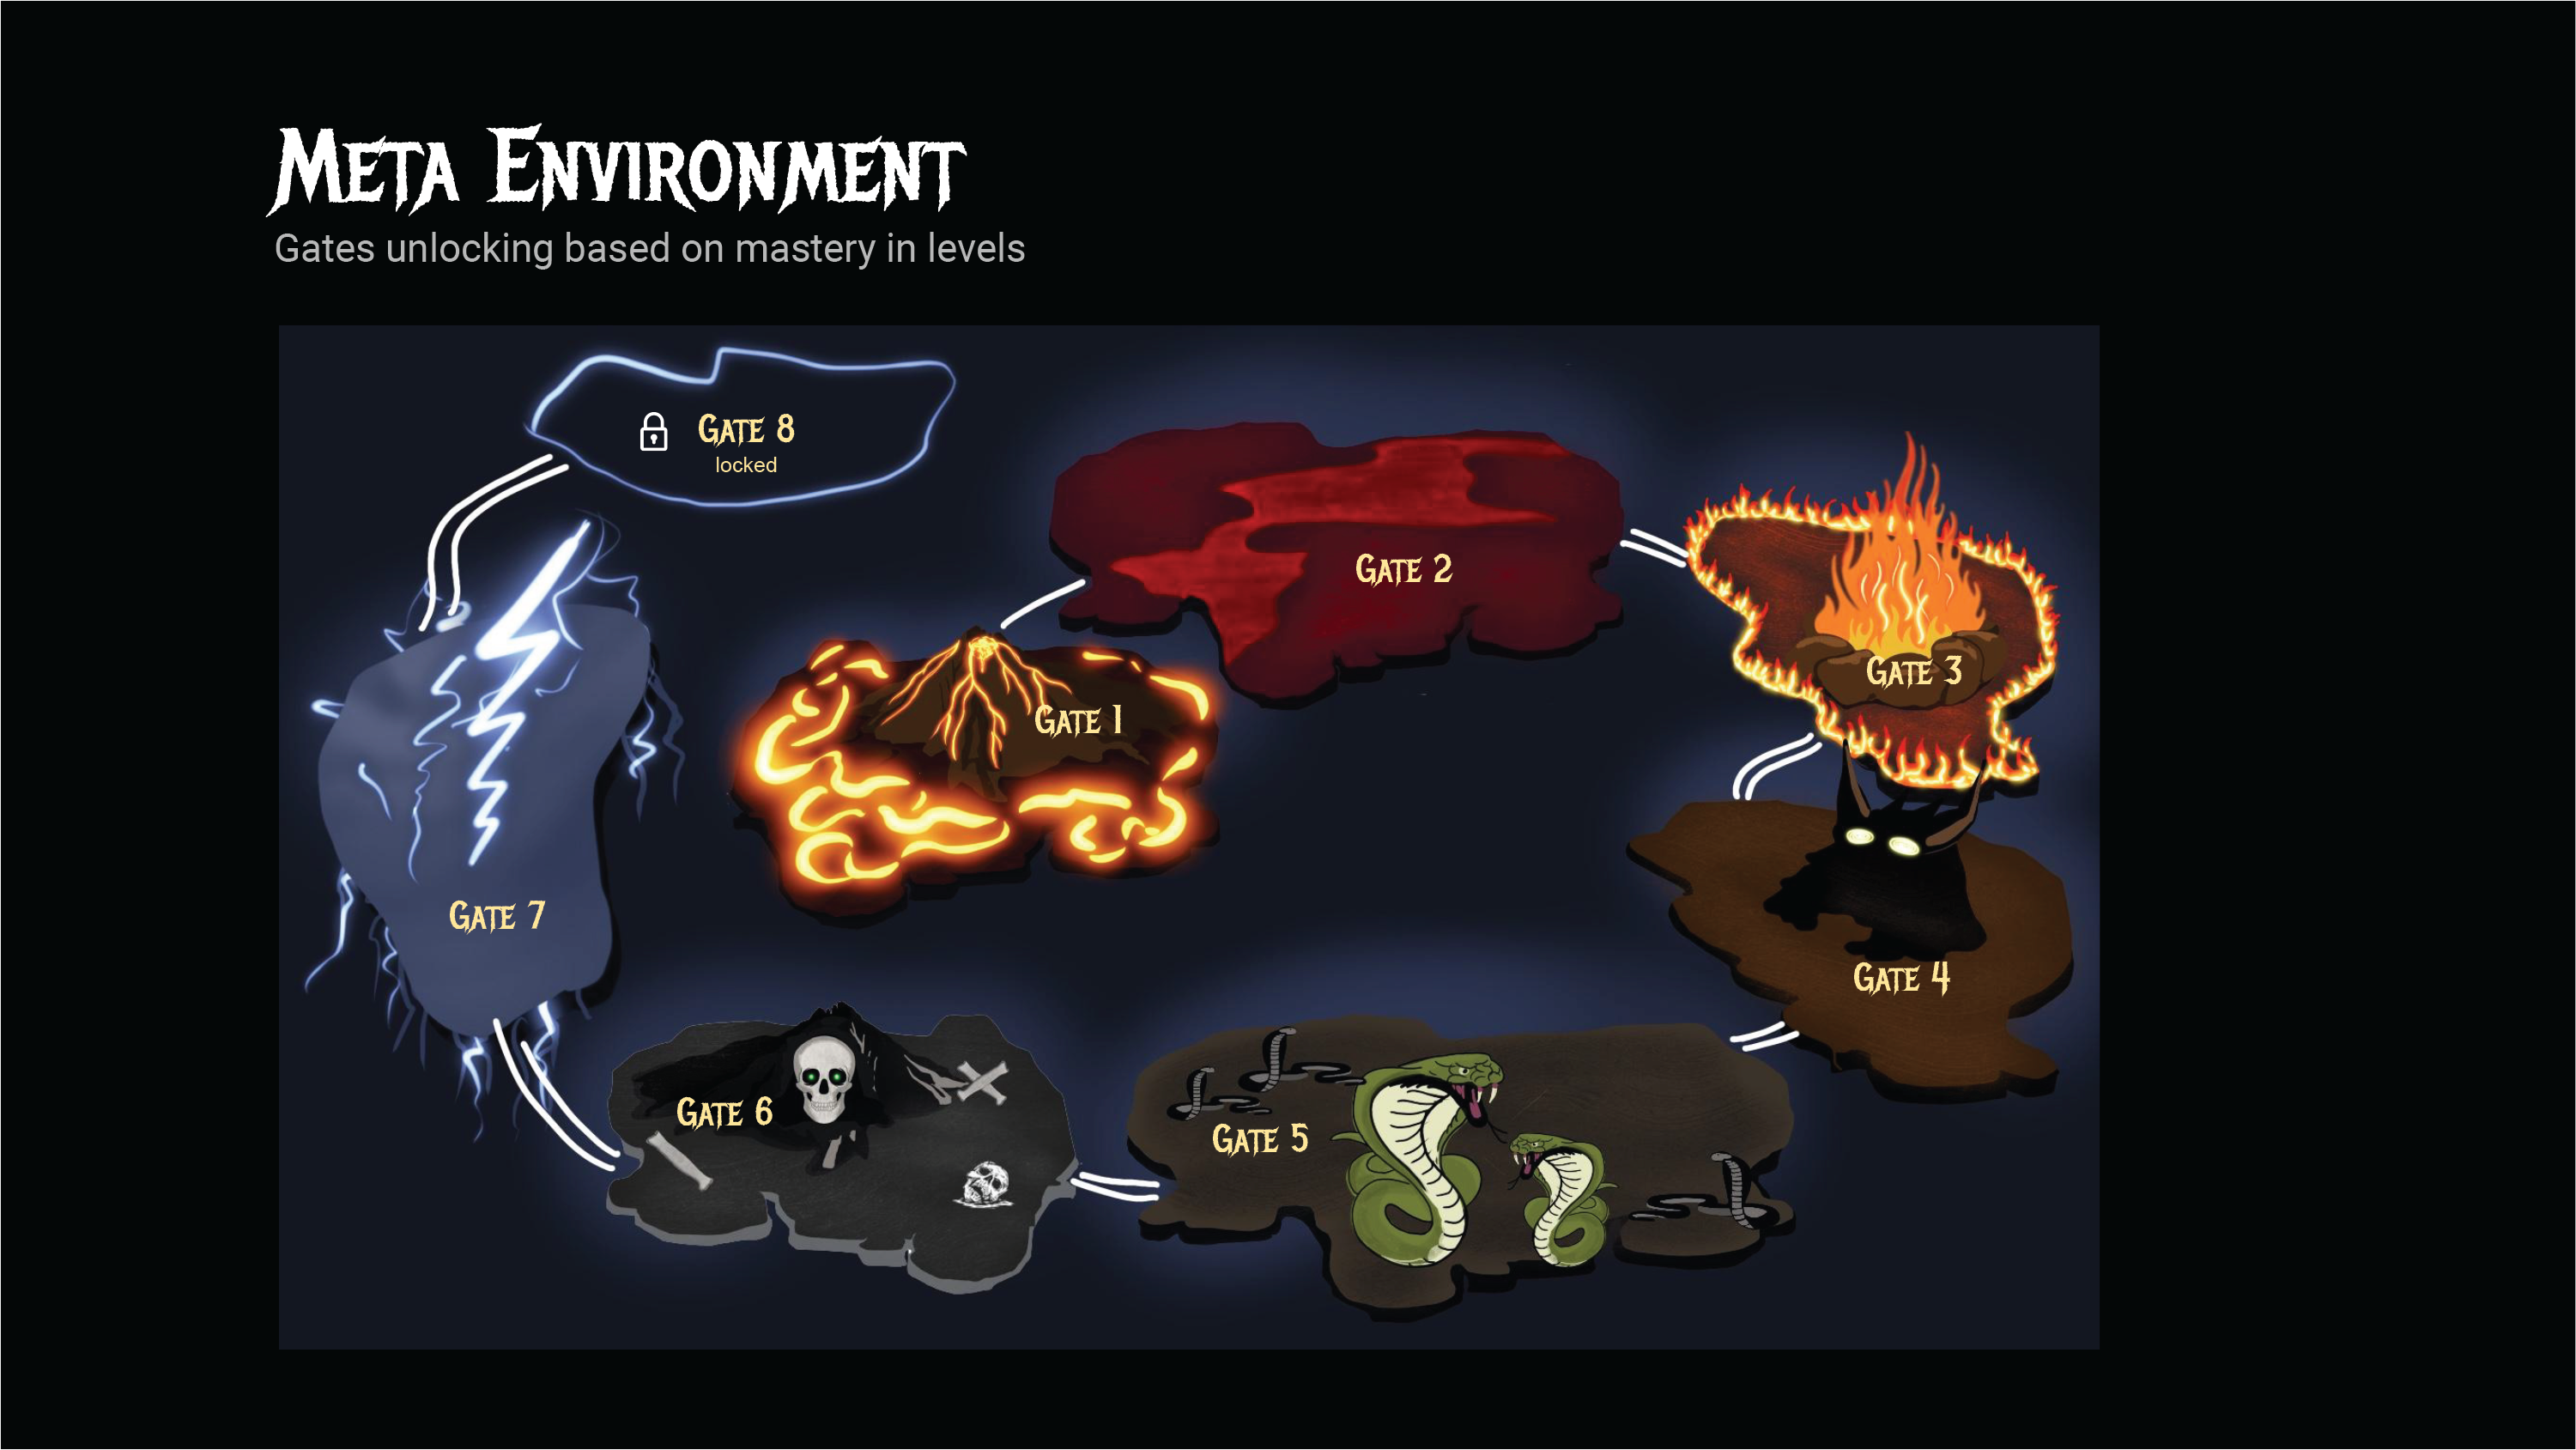 Meta Environment
Gates unlocking based on mastery in levels
Gate 8
locked
Gate 2
Gate 3
Gate 1
Gate 7
Gate 4
Gate 6
Gate 5